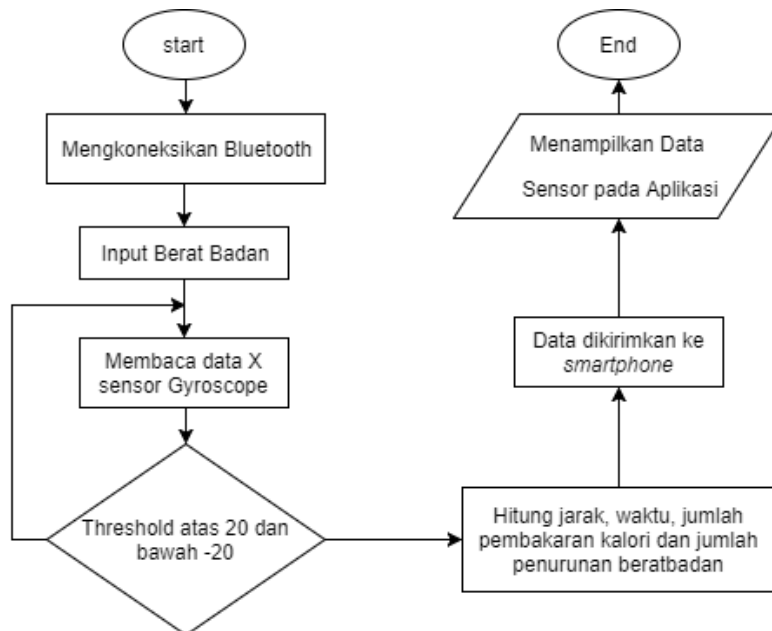 start
Mengkoneksikan Bluetooth
Input Berat Badan
Membaca data X
sensor Gyroscope
Threshold atas 20 dan
bawah -20
Hitung jarak, waktu, jumlah
pembakaran kalori dan jumlah
penurunan beratbadan
Data dikirimkan ke
smartphone
Menampilkan Data
Sensor pada Aplikasi
End